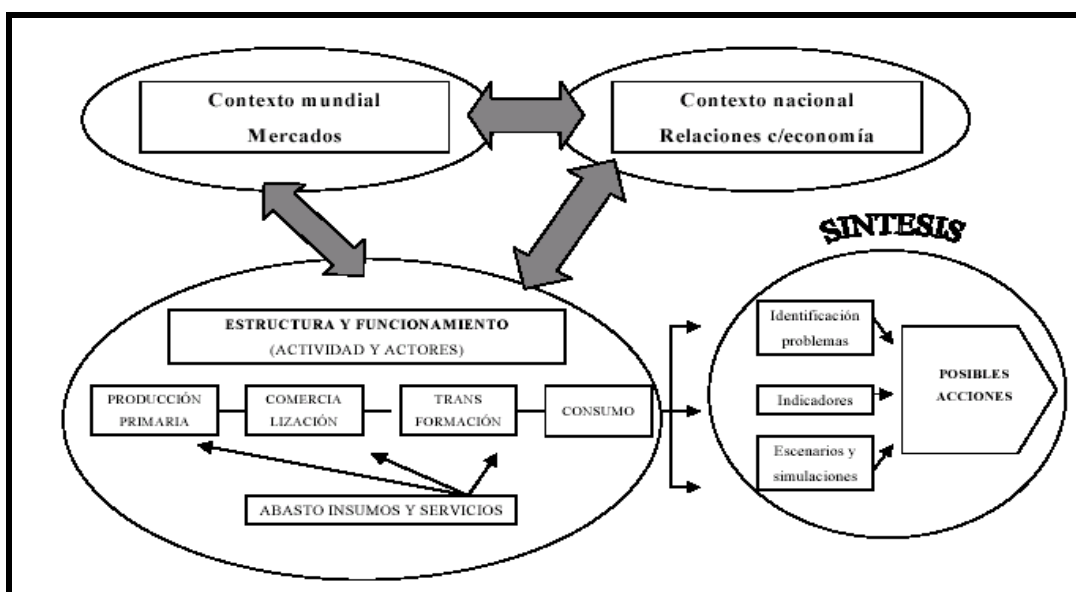 Contexto mundial
Mercados
Contexto nacional
Relaciones c/economía
SINTESIS
ESTRUCTURA Y FUNCIONAMIENTO
(ACTIVIDAD Y ACTORES)
PRODUCCIÓN
PRIMARIA
COMERCIA
LIZACIÓN
TRANS
FORMACIÓN
CONSUMO
ABASTO INSUMOS Y SERVICIOS
Identificación
problemas
Indicadores
Escenarios y
simulaciones
POSIBLES
ACCIONES